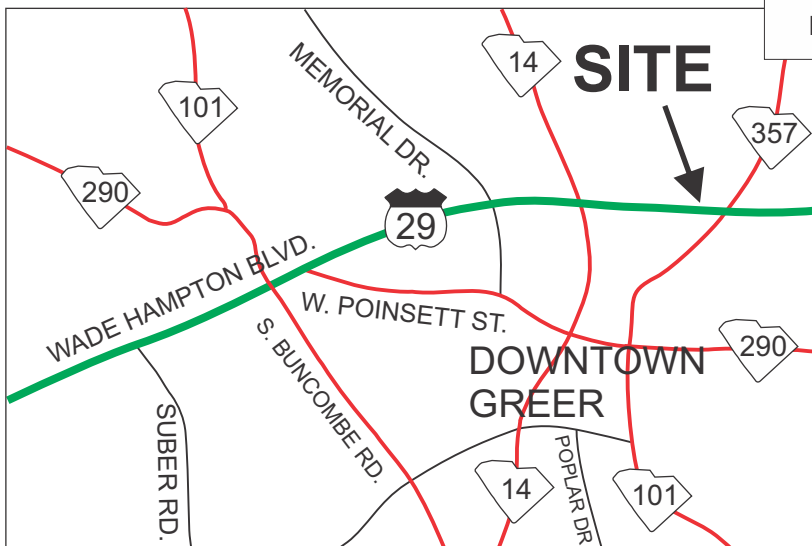 14
SITE
101
MEMORIAL DR.
357
290
29
WADE HAMPTON BLVD.
W. POINSETT ST.
S. BUNCOMBE RD.
DOWNTOWN
GREER
290
SUBER RD.
POPLAR DR
14
101